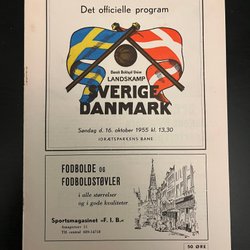 Det officielle program
Dansk Boldspil Union
LANDSKAMP
SVERIGE
DANMARK
Søndag d. 16. oktober 1955 kl. 13,30
IDRÆTSPARKENS BANE
FODBOLDE OG
FODBOLDSTØVLER
i alle størrelser
og i gode kvaliteter
Sportsmagasinet »F. I. B.«
50 ØRE